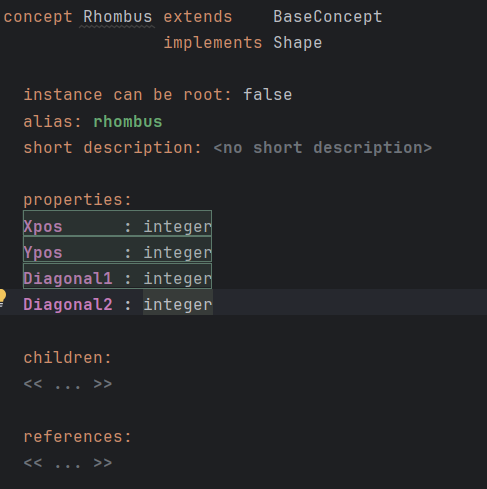 concept Rhombus extends    BaseConcept
                implements Shape
  instance can be root: false
  alias: rhombus
  short description: <no short description>
  properties:
  Xpos      : integer
  Ypos      : integer
  Diagonal1 : integer
  Diagonal2 : integer
  children:
  << ... >>
  references:
  << ... >>